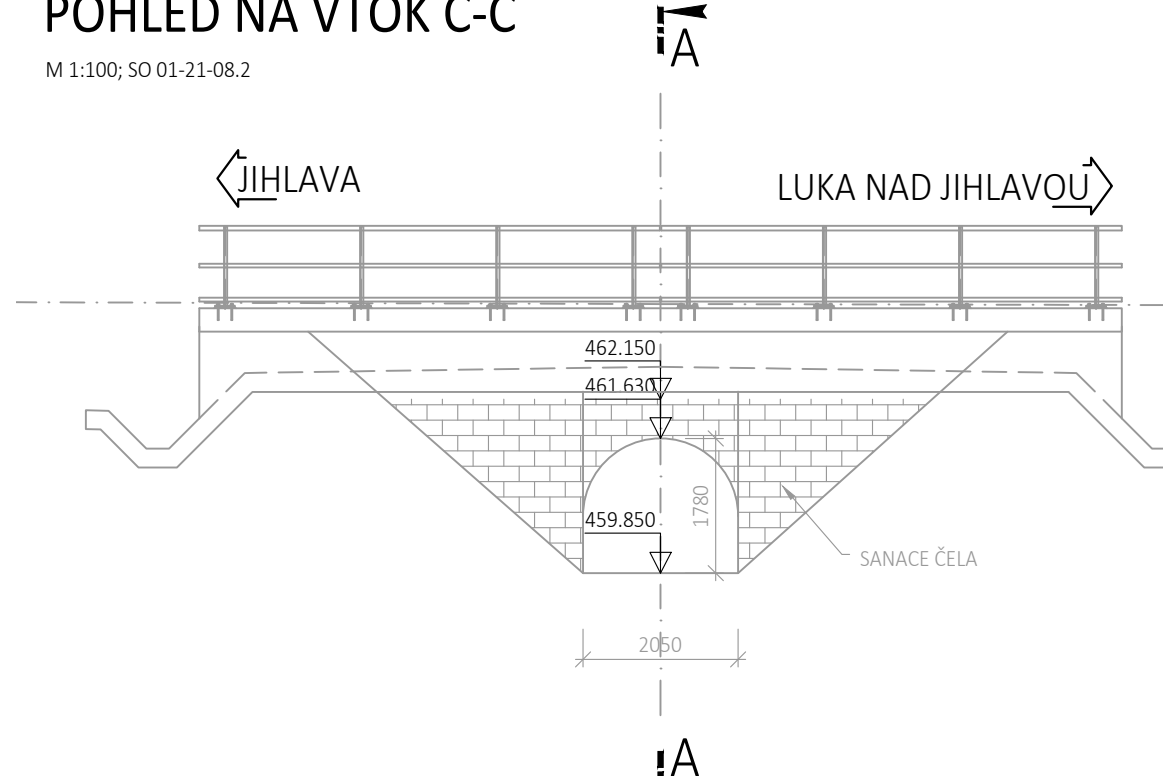 POHLED NA VTOK C-C
M 1:100; SO 01-21-08.2
A
JIHLAVA
LUKA NAD JIHLAVOU
462.150
461.630
1780
459.850
SANACE ČELA
2050
A